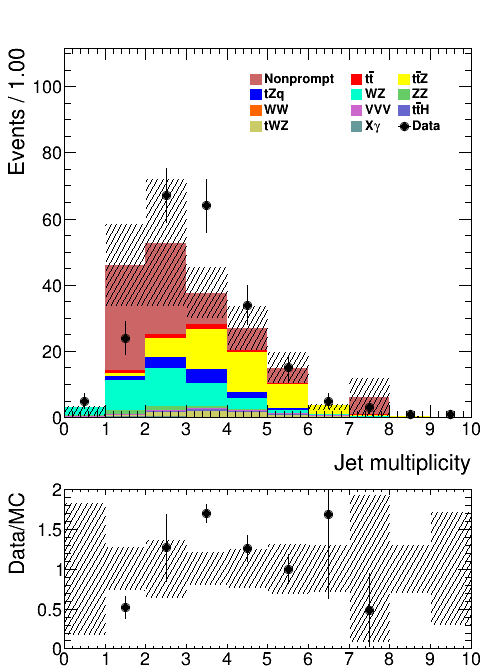 Events / 1.00
100
80
60
40
20
0
Nonprompt tt̄ tt̄Z
tZq WZ ZZ
WW VVV tt̄H
tWZ Xγ Data
0 1 2 3 4 5 6 7 8 9 10
Jet multiplicity
Data/MC
2
1.5
1
0.5
0
0 1 2 3 4 5 6 7 8 9 10